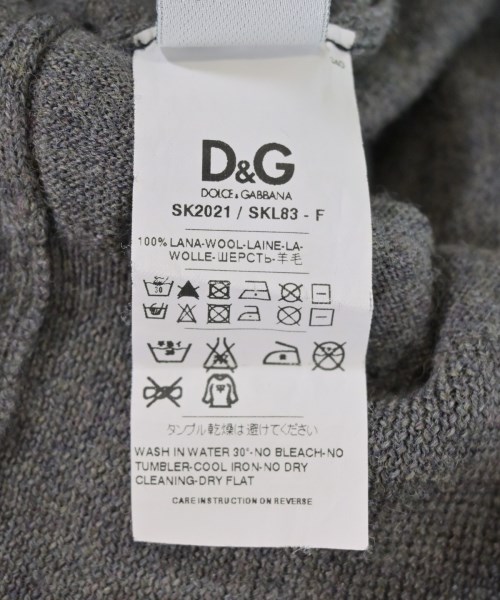 D&G
DOLCE & GABBANA
SK2021 / SKL83 - F
100% LANA-WOOL-LAINE-LA-
WOLLE-ШЕРСТЬ-羊毛
30
タンブル乾燥は避けてください
WASH IN WATER 30°-NO BLEACH-NO
TUMBLER-COOL IRON-NO DRY
CLEANING-DRY FLAT
CARE INSTRUCTION ON REVERSE